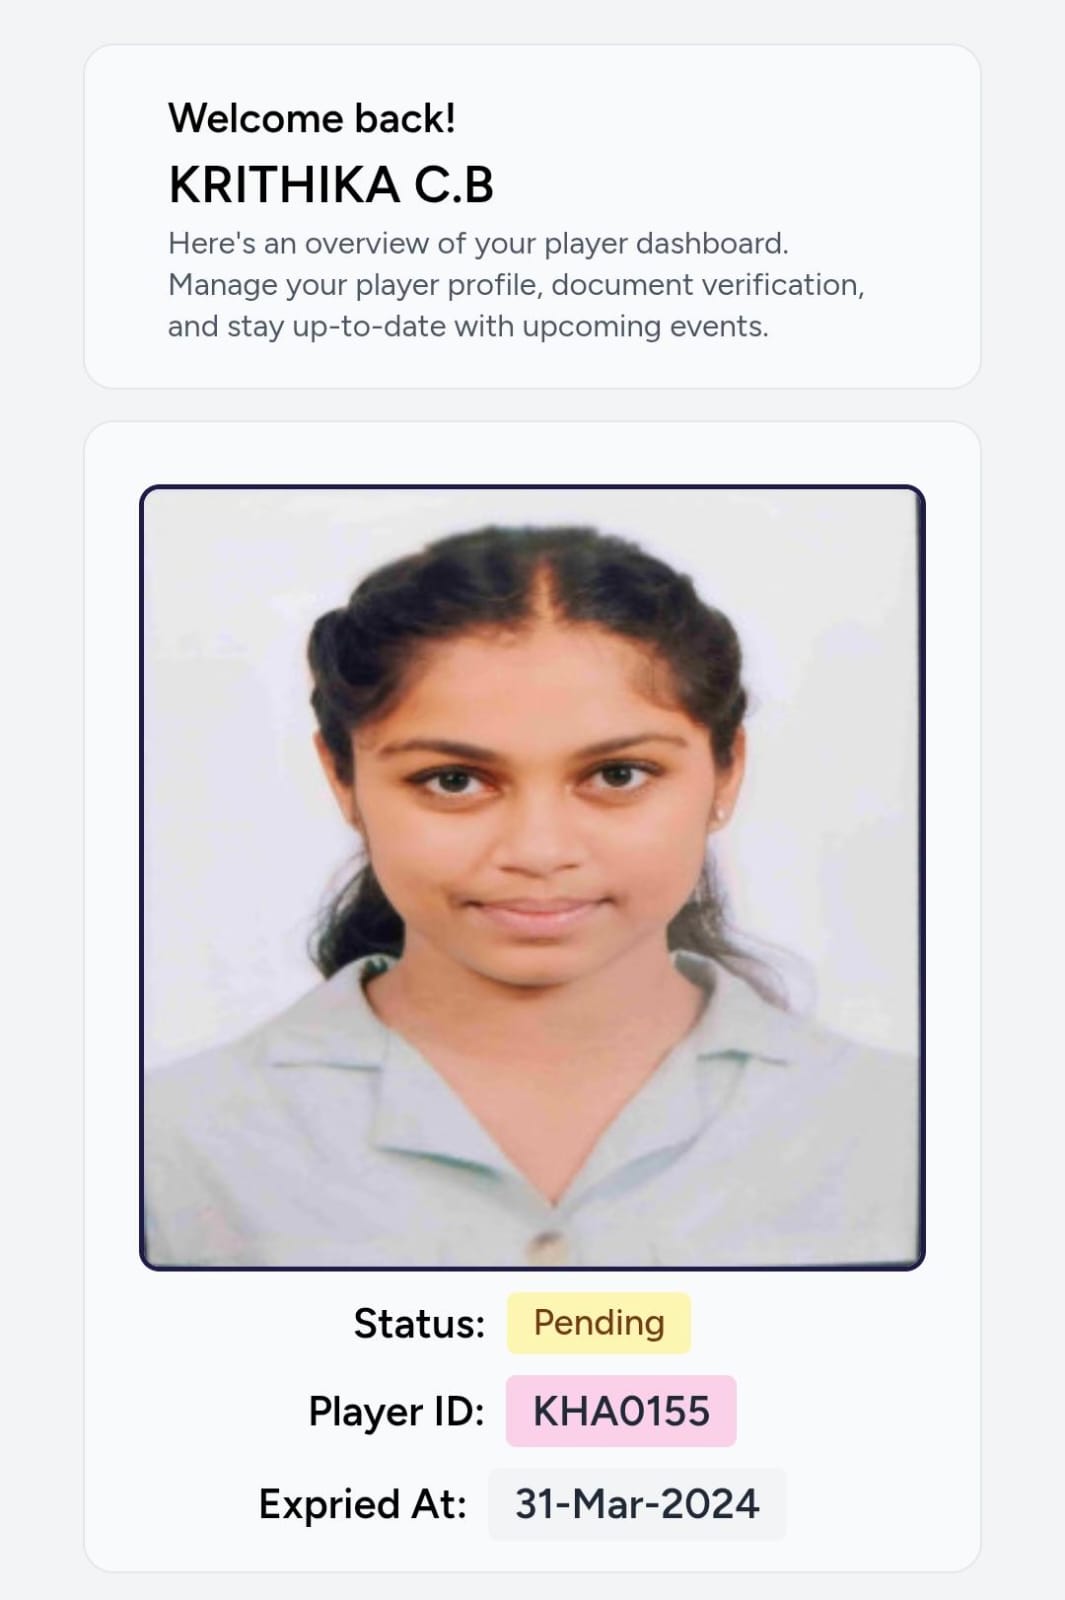 Welcome back!
KRITHIKA C.B
Here's an overview of your player dashboard.
Manage your player profile, document verification,
and stay up-to-date with upcoming events.
Status: Pending
Player ID: KHA0155
Expried At: 31-Mar-2024